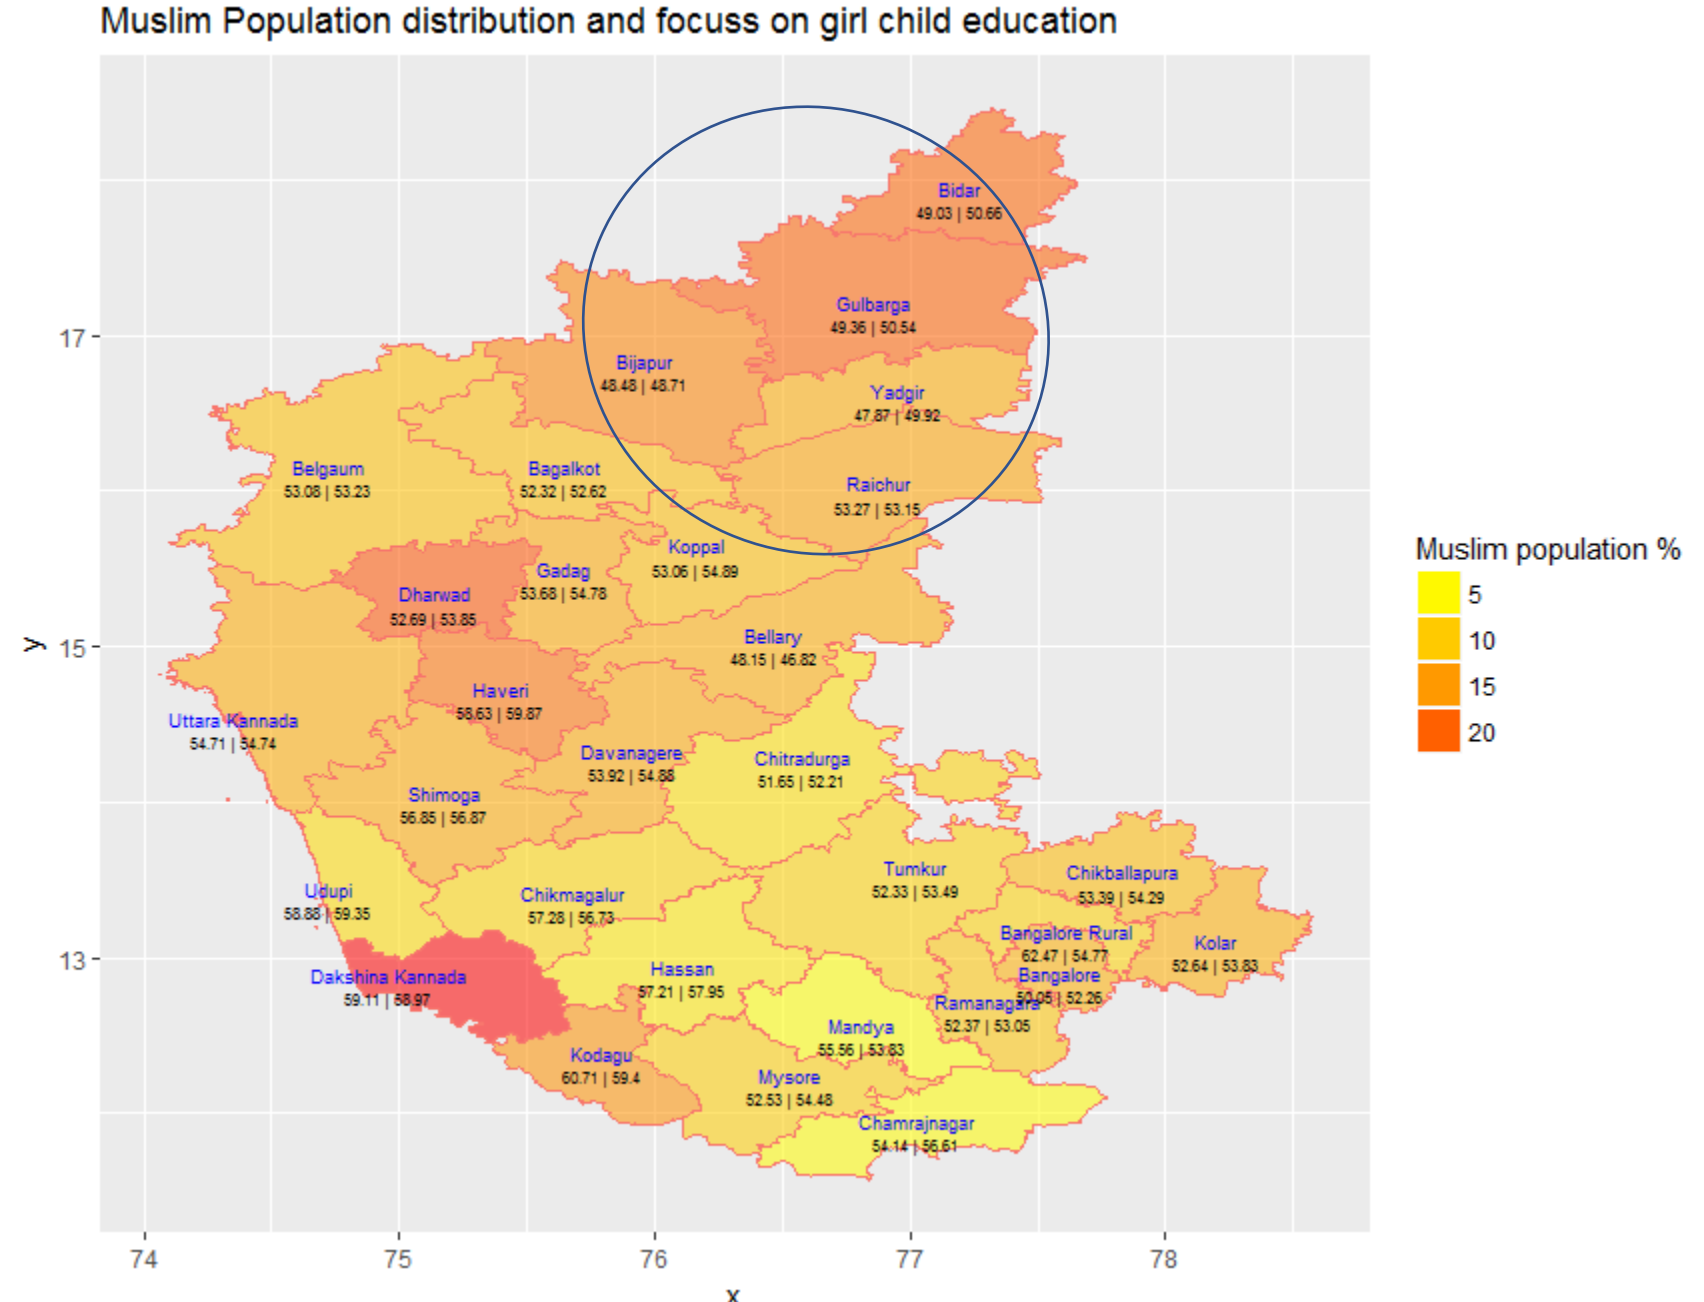 Muslim Population distribution and focuss on girl child education
Bidar
49.03 | 50.66
Gulbarga
49.36 | 50.54
17
Bijapur
48.48 | 48.71
Yadgir
47.87 | 49.92
Belgaum
53.08 | 53.23
Bagalkot
52.32 | 52.62
Raichur
53.27 | 53.15
Koppal
53.06 | 54.89
Gadag
53.68 | 54.78
Dharwad
52.69 | 53.85
Muslim population %
5
10
15
20
y
15
Bellary
48.15 | 46.82
Haveri
58.63 | 59.87
Uttara Kannada
54.71 | 54.74
Davanagere
53.92 | 54.88
Chitradurga
51.65 | 52.21
Shimoga
56.85 | 56.87
Tumkur
52.33 | 53.49
Chikballapura
53.39 | 54.29
Udupi
58.88 | 59.35
Chikmagalur
57.28 | 56.73
Bangalore Rural
62.47 | 54.77
Kolar
52.64 | 53.83
13
Hassan
57.21 | 57.95
Dakshina Kannada
59.11 | 58.97
Bangalore
50.05 | 52.26
Ramanagara
52.37 | 53.05
Mandya
55.56 | 53.83
Kodagu
60.71 | 59.4
Mysore
52.53 | 54.48
Chamrajnagar
54.14 | 56.61
74
75
76
77
78
x